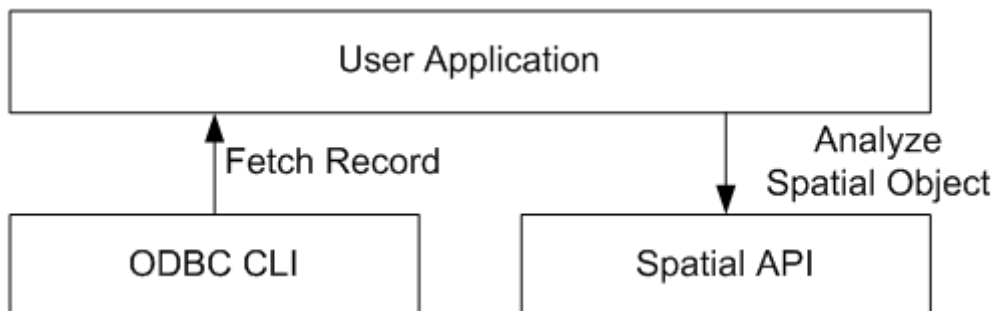 User Application
Fetch Record
Analyze
Spatial Object
ODBC CLI
Spatial API